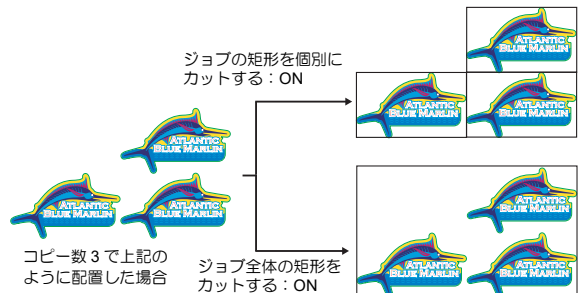 ジョブの矩形を個別に
カットする：ON
ATLANTIC
BLUE MARLIN
ATLANTIC
BLUE MARLIN
ATLANTIC
BLUE MARLIN
ATLANTIC
BLUE MARLIN
ATLANTIC
BLUE MARLIN
ATLANTIC
BLUE MARLIN
コピー数 3 で上記の
ように配置した場合
ジョブ全体の矩形を
カットする：ON
ATLANTIC
BLUE MARLIN
ATLANTIC
BLUE MARLIN
ATLANTIC
BLUE MARLIN